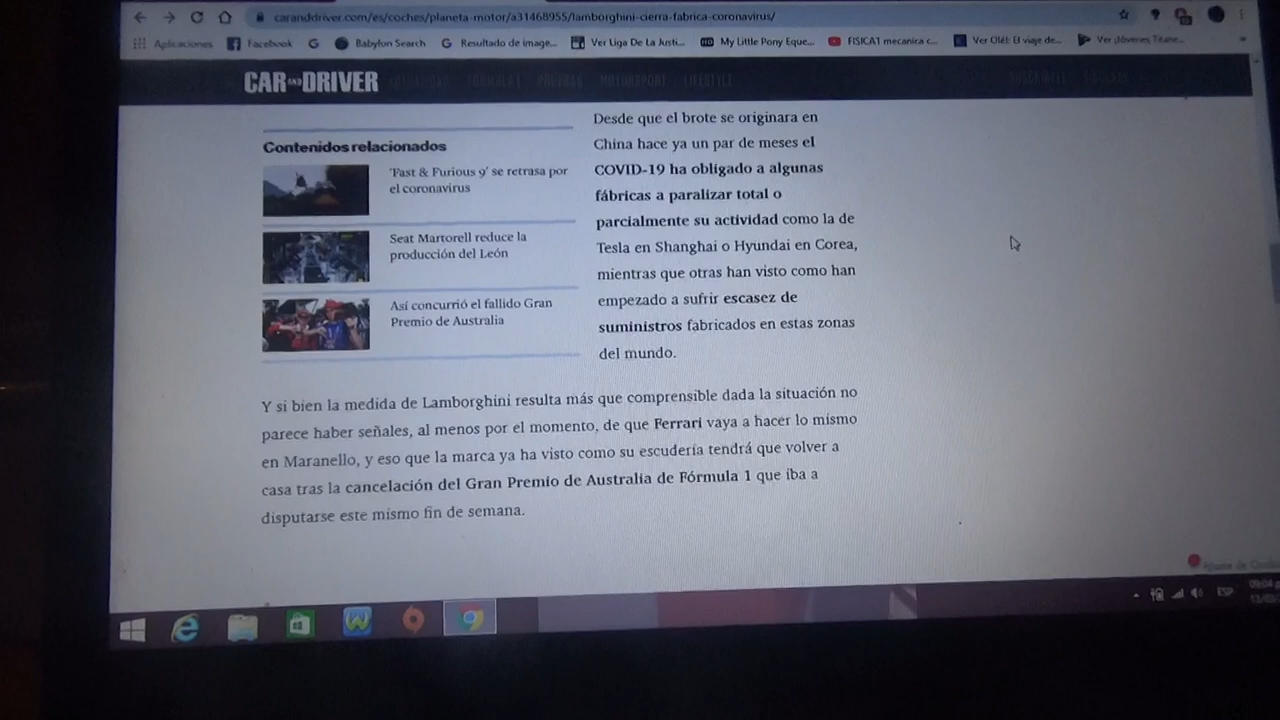 caranddriver.com/es/coches/planeta-motor/a31468955/lamborghini-cierra-fabrica-coronavirus/
Aplicaciones Facebook Babylon Search Resultado de image... Ver Liga De La Justi... My Little Pony Eque... FISICA1 mecanica c... Ver Olé!: El viaje de... Ver ¡Jóvenes Titane...
CAR AND DRIVER FÓRMULA 1 PRUEBAS MOTORSPORT LIFESTYLE
Contenidos relacionados
'Fast & Furious 9' se retrasa por
el coronavirus
Seat Martorell reduce la
producción del León
Así concurrió el fallido Gran
Premio de Australia
Desde que el brote se originara en
China hace ya un par de meses el
COVID-19 ha obligado a algunas
fábricas a paralizar total o
parcialmente su actividad como la de
Tesla en Shanghai o Hyundai en Corea,
mientras que otras han visto como han
empezado a sufrir escasez de
suministros fabricados en estas zonas
del mundo.
Y si bien la medida de Lamborghini resulta más que comprensible dada la situación no
parece haber señales, al menos por el momento, de que Ferrari vaya a hacer lo mismo
en Maranello, y eso que la marca ya ha visto como su escudería tendrá que volver a
casa tras la cancelación del Gran Premio de Australia de Fórmula 1 que iba a
disputarse este mismo fin de semana.
ESP
09:04